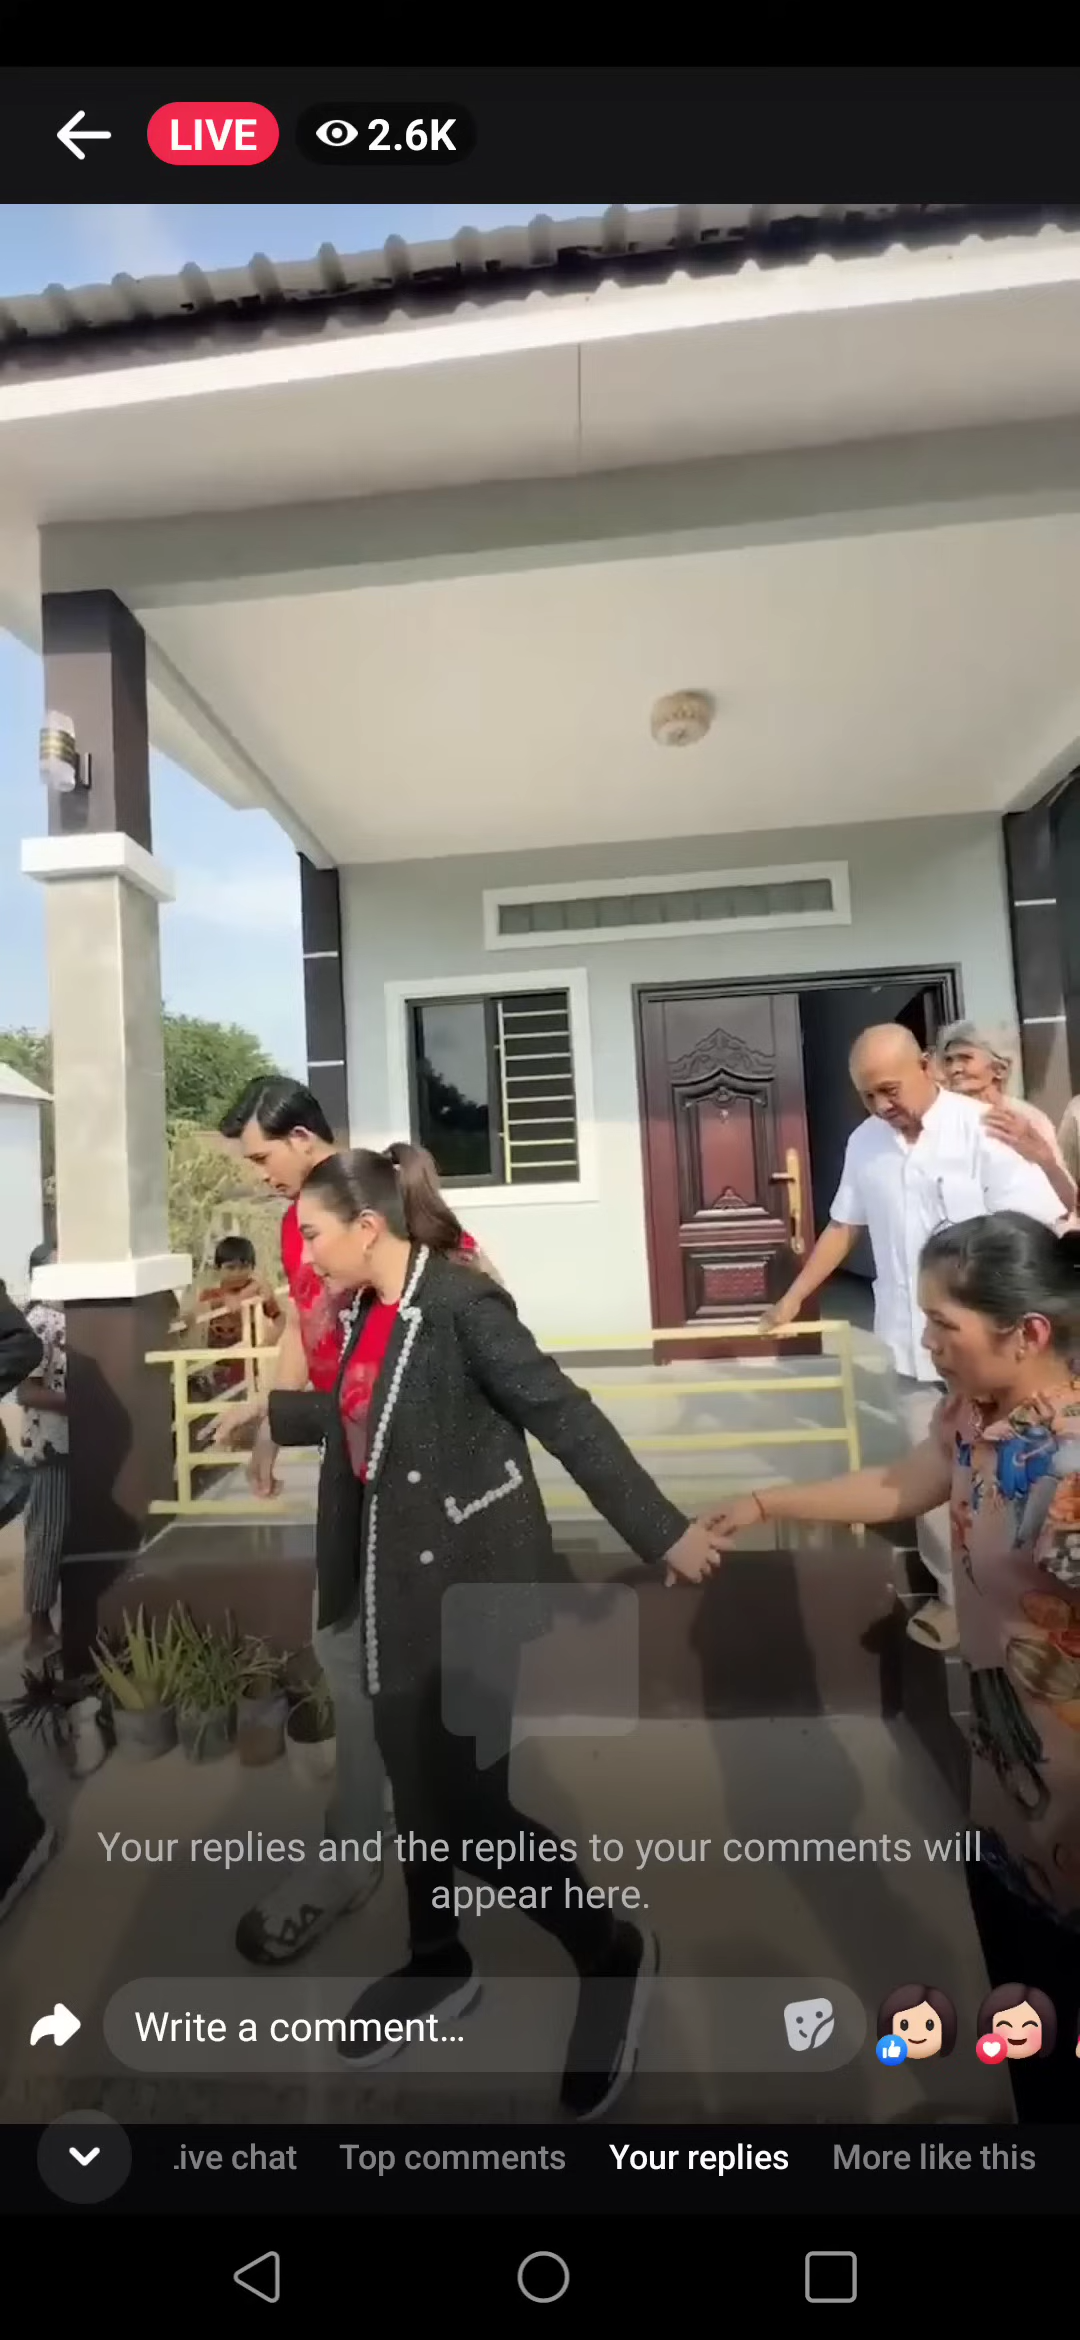 LIVE 2.6K
Your replies and the replies to your comments will
appear here.
Write a comment...
.ive chat Top comments Your replies More like this